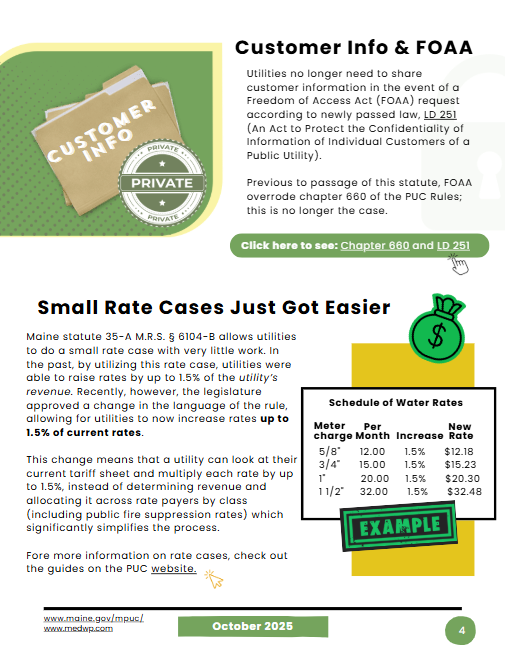 Customer Info & FOAA
CUSTOMER
INFO
PRIVATE
PRIVATE
PRIVATE
Utilities no longer need to share
customer information in the event of a
Freedom of Access Act (FOAA) request
according to newly passed law, LD 251
(An Act to Protect the Confidentiality of
Information of Individual Customers of a
Public Utility).
Previous to passage of this statute, FOAA
overrode chapter 660 of the PUC Rules;
this is no longer the case.
Click here to see: Chapter 660 and LD 251
Small Rate Cases Just Got Easier
Maine statute 35-A M.R.S. § 6104-B allows utilities
to do a small rate case with very little work. In
the past, by utilizing this rate case, utilities were
able to raise rates by up to 1.5% of the utility's
revenue. Recently, however, the legislature
approved a change in the language of the rule,
allowing for utilities to now increase rates up to
1.5% of current rates.
This change means that a utility can look at their
current tariff sheet and multiply each rate by up
to 1.5%, instead of determining revenue and
allocating it across rate payers by class
(including public fire suppression rates) which
significantly simplifies the process.
Fore more information on rate cases, check out
the guides on the PUC website.
$
Schedule of Water Rates
Meter Per New
charge Month Increase Rate
5/8" 12.00 1.5% $12.18
3/4" 15.00 1.5% $15.23
1" 20.00 1.5% $20.30
1 1/2" 32.00 1.5% $32.48
EXAMPLE
www.maine.gov/mpuc/
www.medwp.com
October 2025
4